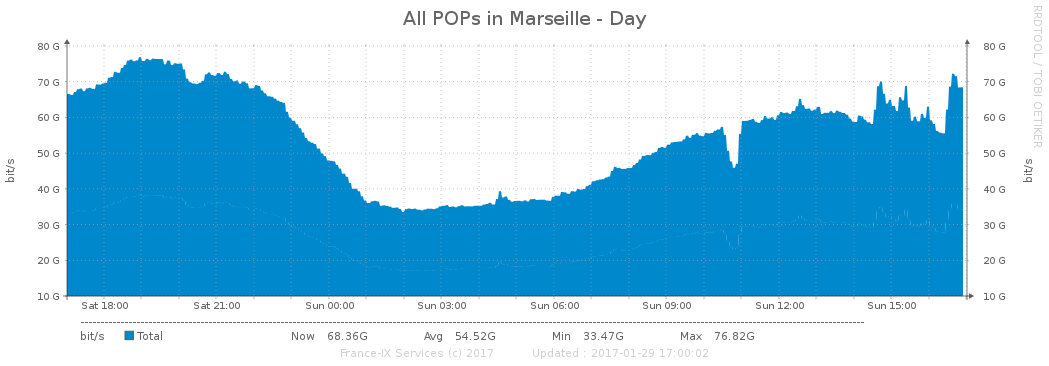 All POPs in Marseille - Day
RRDTOOL / TOBI OETIKER
80 G 80 G
70 G 70 G
60 G 60 G
50 G 50 G
40 G 40 G
30 G 30 G
20 G 20 G
10 G 10 G
bit/s
bit/s
Sat 18:00 Sat 21:00 Sun 00:00 Sun 03:00 Sun 06:00 Sun 09:00 Sun 12:00 Sun 15:00
bit/s Total Now 68.36G Avg 54.52G Min 33.47G Max 76.82G
France-IX Services (c) 2017 Updated : 2017-01-29 17:00:02